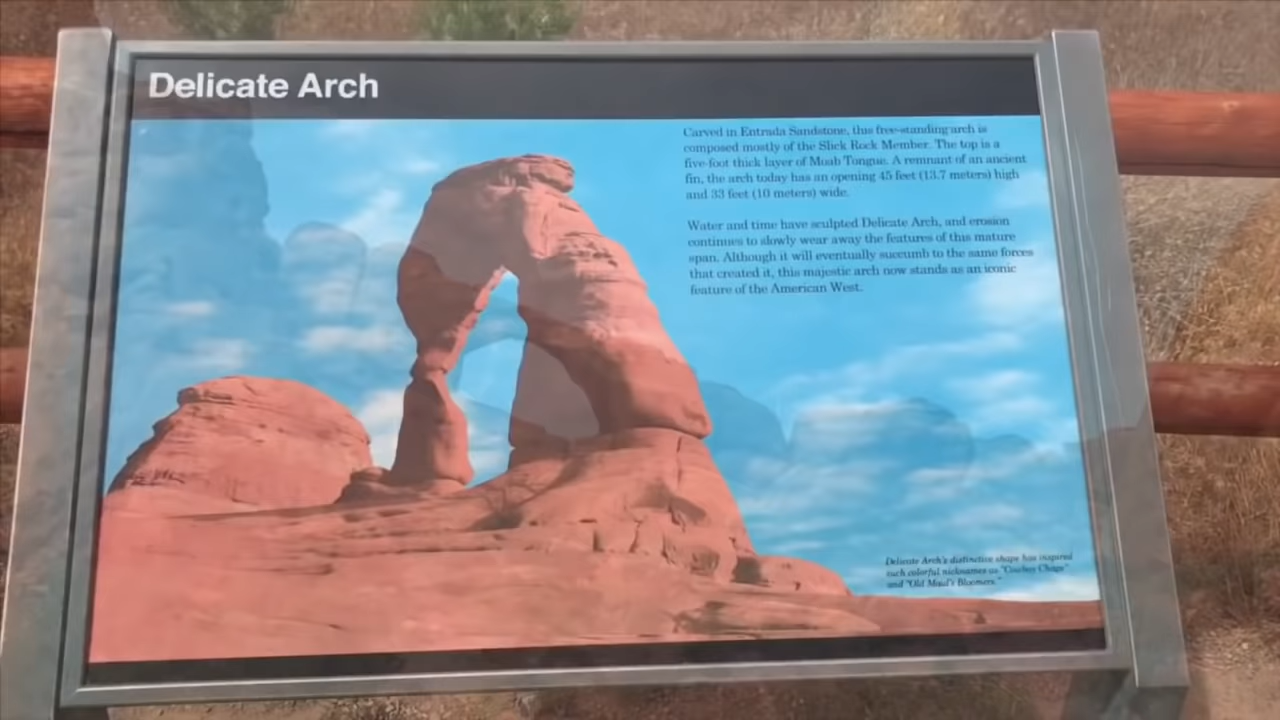 Delicate Arch
Carved in Entrada Sandstone, this free-standing arch is
composed mostly of the Slick Rock Member. The top is a
five-foot thick layer of Moab Tongue. A remnant of an ancient
fin, the arch today has an opening 45 feet (13.7 meters) high
and 33 feet (10 meters) wide.
Water and time have sculpted Delicate Arch, and erosion
continues to slowly wear away the features of this mature
span. Although it will eventually succumb to the same forces
that created it, this majestic arch now stands as an iconic
feature of the American West.
Delicate Arch's distinctive shape has inspired
such colorful nicknames as "Cowboy Chaps"
and "Old Maid's Bloomers."